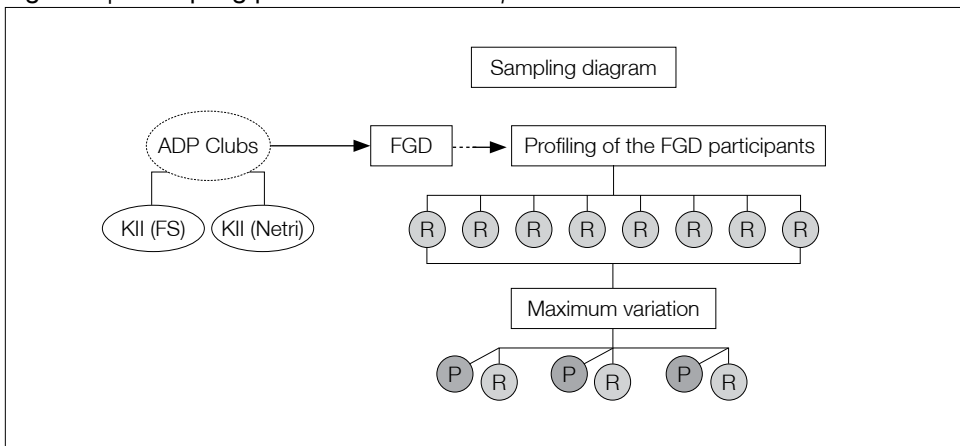 Sampling diagram
ADP Clubs
FGD
Profiling of the FGD participants
KII (FS)
KII (Netri)
R R R R R R R R
Maximum variation
P R P R P R